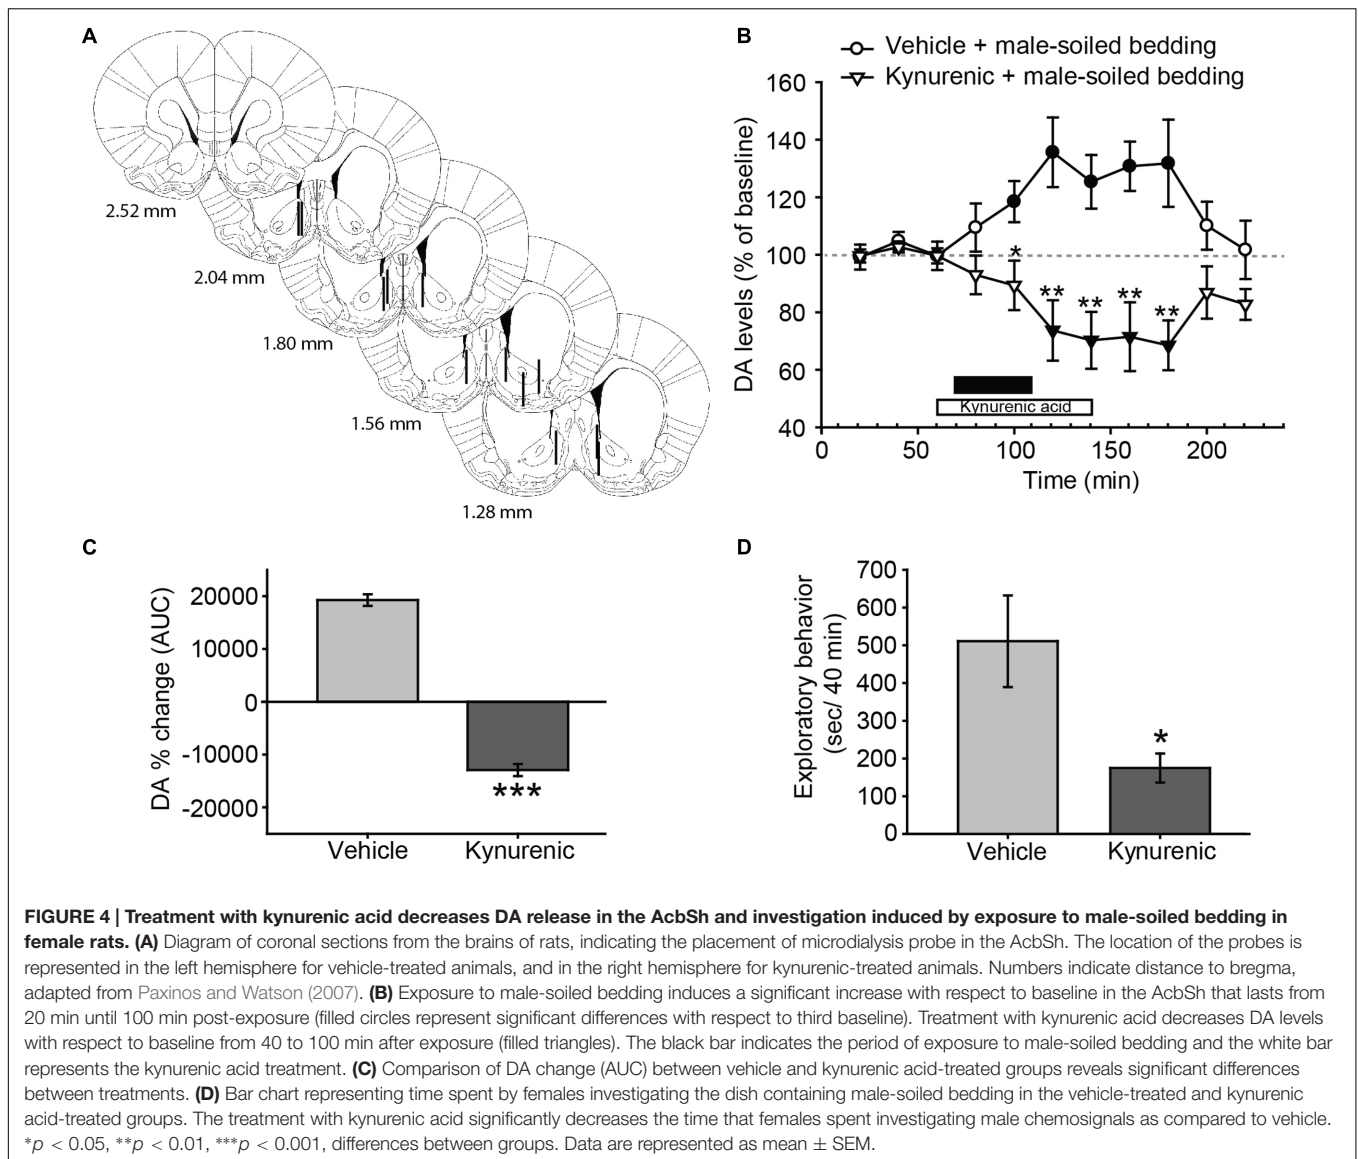 A
2.52 mm
2.04 mm
1.80 mm
1.56 mm
1.28 mm
B
Vehicle + male-soiled bedding
Kynurenic + male-soiled bedding
DA levels (% of baseline)
160
140
120
100
80
60
40
*
** ** ** **
Kynurenic acid
0 50 100 150 200
Time (min)
C
DA % change (AUC)
20000
10000
0
-10000
-20000
***
Vehicle Kynurenic
D
Exploratory behavior
(sec/ 40 min)
700
600
500
400
300
200
100
0
*
Vehicle Kynurenic
FIGURE 4 | Treatment with kynurenic acid decreases DA release in the AcbSh and investigation induced by exposure to male-soiled bedding in
female rats. (A) Diagram of coronal sections from the brains of rats, indicating the placement of microdialysis probe in the AcbSh. The location of the probes is
represented in the left hemisphere for vehicle-treated animals, and in the right hemisphere for kynurenic-treated animals. Numbers indicate distance to bregma,
adapted from Paxinos and Watson (2007). (B) Exposure to male-soiled bedding induces a significant increase with respect to baseline in the AcbSh that lasts from
20 min until 100 min post-exposure (filled circles represent significant differences with respect to third baseline). Treatment with kynurenic acid decreases DA levels
with respect to baseline from 40 to 100 min after exposure (filled triangles). The black bar indicates the period of exposure to male-soiled bedding and the white bar
represents the kynurenic acid treatment. (C) Comparison of DA change (AUC) between vehicle and kynurenic acid-treated groups reveals significant differences
between treatments. (D) Bar chart representing time spent by females investigating the dish containing male-soiled bedding in the vehicle-treated and kynurenic
acid-treated groups. The treatment with kynurenic acid significantly decreases the time that females spent investigating male chemosignals as compared to vehicle.
*p < 0.05, **p < 0.01, ***p < 0.001, differences between groups. Data are represented as mean ± SEM.